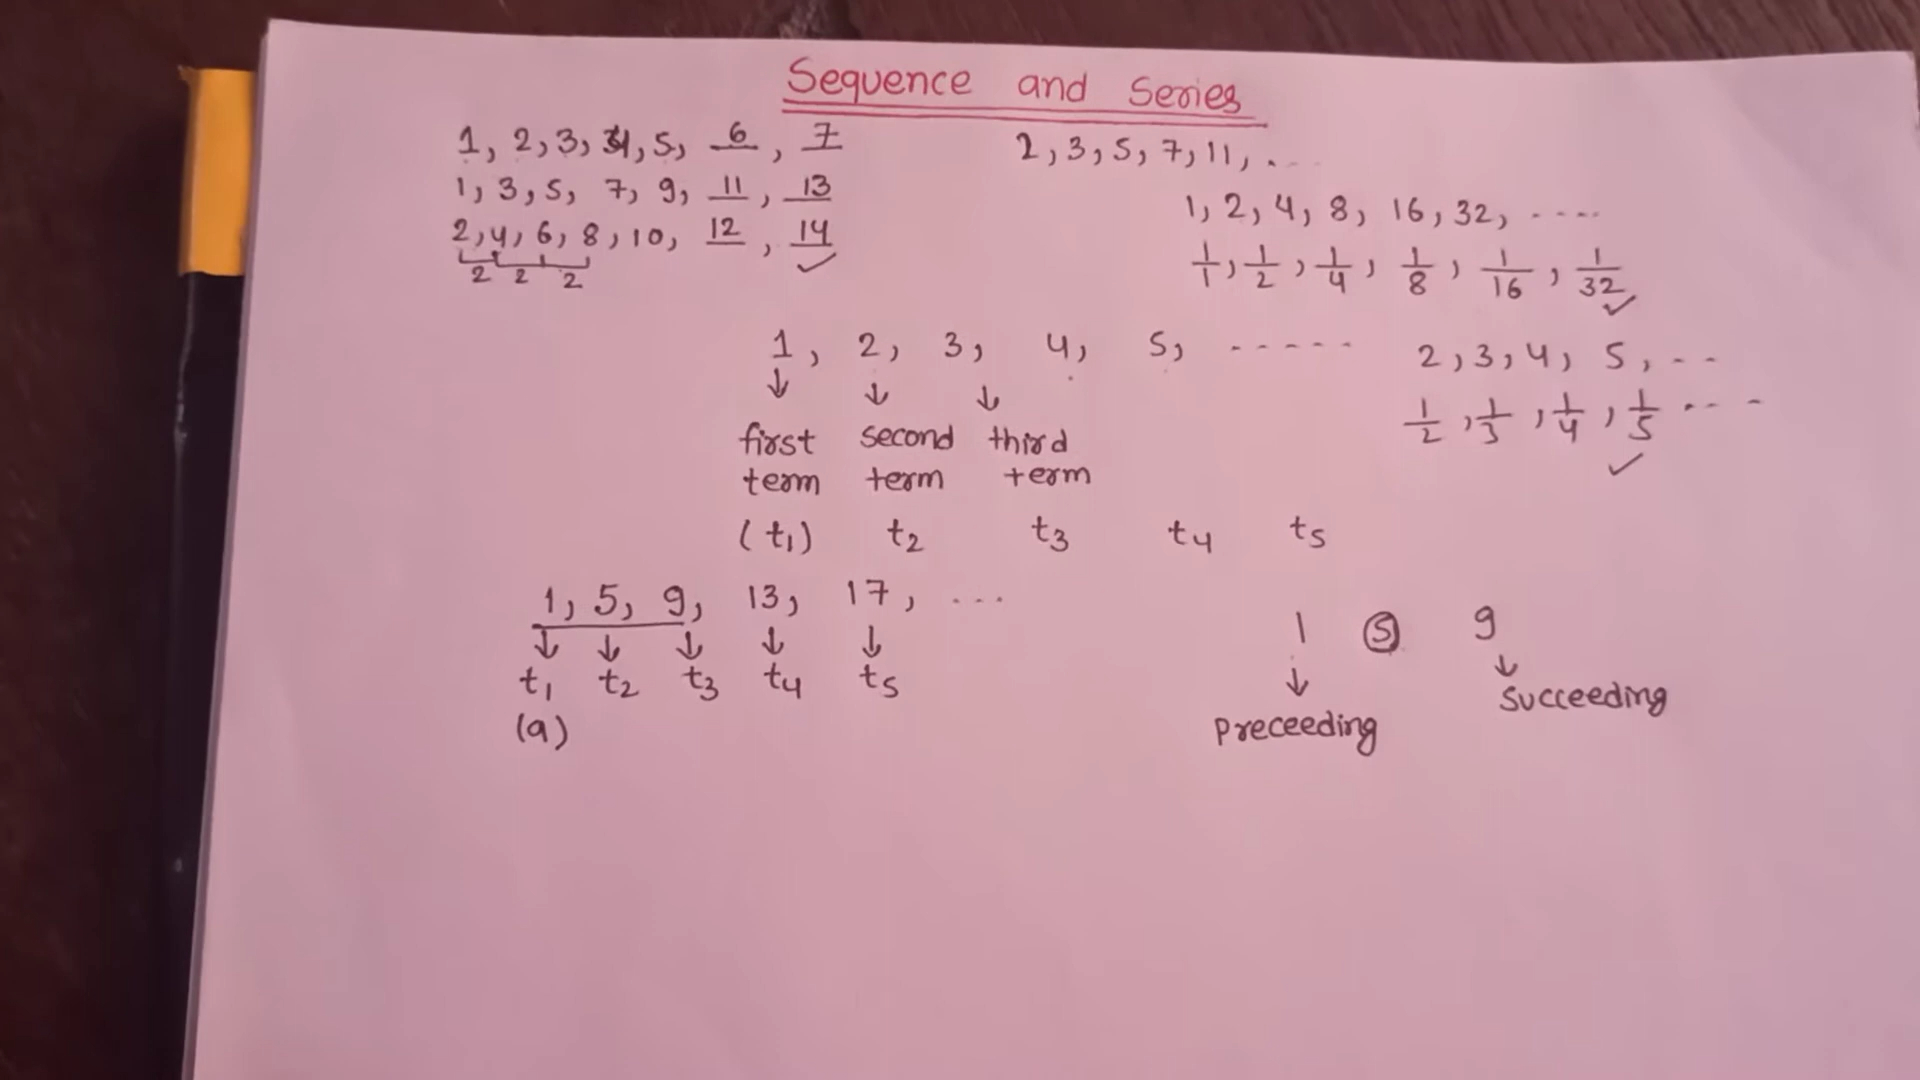 Sequence and Series
1, 2, 3, 4, 5, 6, 7
2, 3, 5, 7, 11, ...
1, 3, 5, 7, 9, 11, 13
1, 2, 4, 8, 16, 32, ....
2, 4, 6, 8, 10, 12, 14 ✓
2 2 2
1/1, 1/2, 1/4, 1/8, 1/16, 1/32 ✓
1, 2, 3, 4, 5, .....
2, 3, 4, 5, ...
1/2, 1/3, 1/4, 1/5 .... ✓
↓ ↓ ↓
first second third
term term term
(t1) t2 t3 t4 t5
1, 5, 9, 13, 17, ...
1 5 9
↓ ↓ ↓ ↓ ↓
t1 t2 t3 t4 t5
(a)
↓ ↓
Succeeding
Preceeding